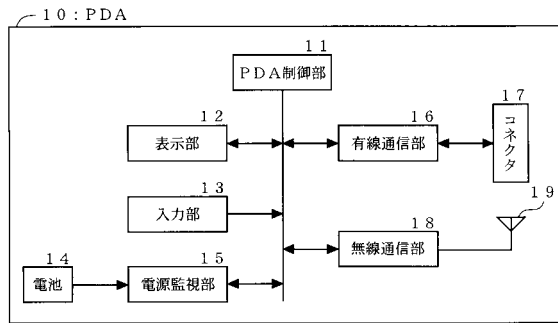 10:PDA
11
PDA制御部
12
表示部
16
有線通信部
17
コネクタ
13
入力部
18
無線通信部
19
14
電池
15
電源監視部